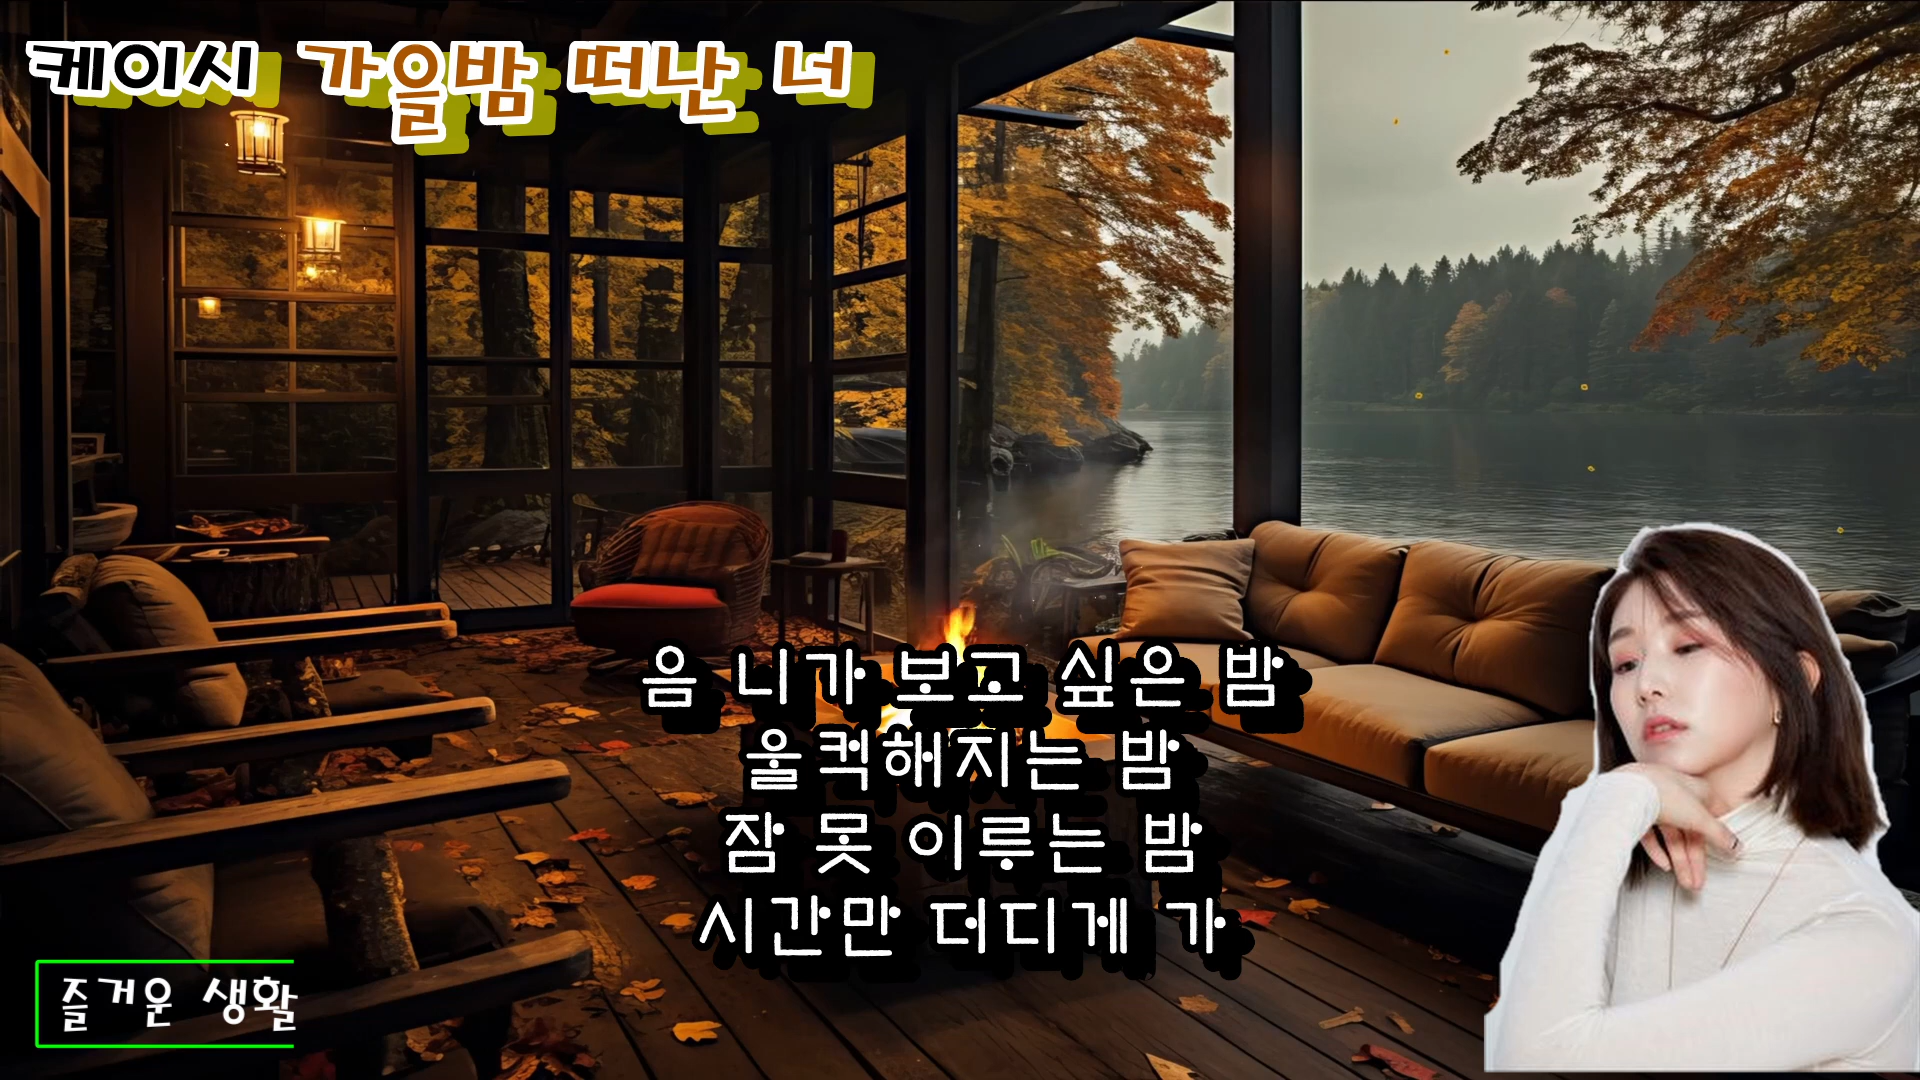 케이시 가을밤 떠난 너
음 니가 보고 싶은 밤
울컥해지는 밤
잠 못 이루는 밤
시간만 더디게 가
즐거운 생활